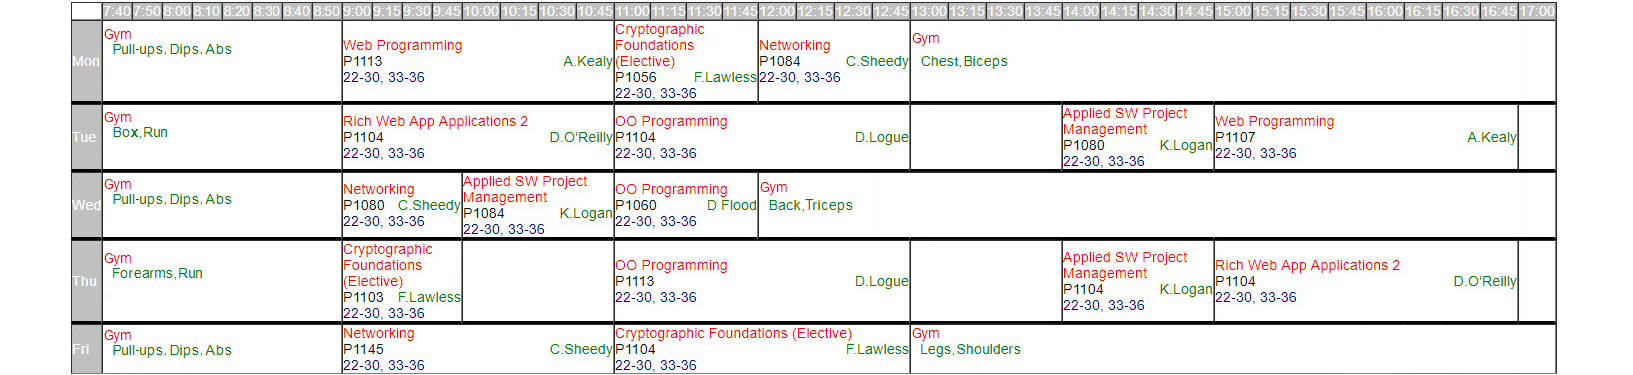 7:40 7:50 8:00 8:10 8:20 8:30 8:40 8:50 9:00 9:15 9:30 9:45 10:00 10:15 10:30 10:45 11:00 11:15 11:30 11:45 12:00 12:15 12:30 12:45 13:00 13:15 13:30 13:45 14:00 14:15 14:30 14:45 15:00 15:15 15:30 15:45 16:00 16:15 16:30 16:45 17:00
Mon
Gym
Pull-ups, Dips, Abs
Web Programming
P1113 A.Kealy
22-30, 33-36
Cryptographic
Foundations
(Elective)
P1056 F.Lawless
22-30, 33-36
Networking
P1084 C.Sheedy
22-30, 33-36
Gym
Chest,Biceps
Tue
Gym
Box,Run
Rich Web App Applications 2
P1104 D.O'Reilly
22-30, 33-36
OO Programming
P1104 D.Logue
22-30, 33-36
Applied SW Project
Management
P1080 K.Logan
22-30, 33-36
Web Programming
P1107 A.Kealy
22-30, 33-36
Wed
Gym
Pull-ups, Dips, Abs
Networking
P1080 C.Sheedy
22-30, 33-36
Applied SW Project
Management
P1084 K.Logan
22-30, 33-36
OO Programming
P1060 D Flood
22-30, 33-36
Gym
Back,Triceps
Thu
Gym
Forearms,Run
Cryptographic
Foundations
(Elective)
P1103 F.Lawless
22-30, 33-36
OO Programming
P1113 D.Logue
22-30, 33-36
Applied SW Project
Management
P1104 K.Logan
22-30, 33-36
Rich Web App Applications 2
P1104 D.O'Reilly
22-30, 33-36
Fri
Gym
Pull-ups, Dips, Abs
Networking
P1145 C.Sheedy
22-30, 33-36
Cryptographic Foundations (Elective)
P1104 F.Lawless
22-30, 33-36
Gym
Legs,Shoulders